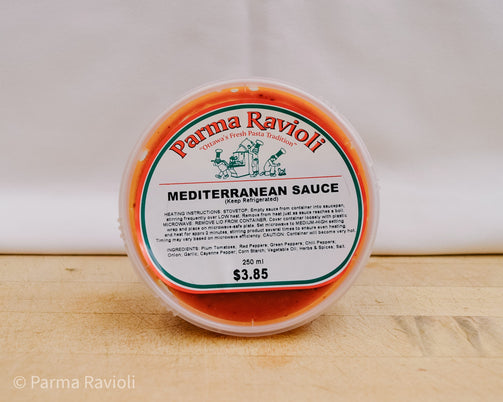 Parma Ravioli
"Ottawa's Fresh Pasta Tradition"
MEDITERRANEAN SAUCE
(Keep Refrigerated)
HEATING INSTRUCTIONS: STOVETOP: Empty sauce from container into saucepan,
stirring frequently over LOW heat. Remove from heat just as sauce reaches a boil.
MICROWAVE: REMOVE LID FROM CONTAINER. Cover container loosely with plastic
wrap and place on microwave-safe plate. Set microwave to MEDIUM-HIGH setting
and heat for appx 3 minutes, stirring product several times to ensure even heating.
CAUTION: Container will become very hot.
Timing may vary based on microwave efficiency.
INGREDIENTS: Plum Tomatoes, Red Peppers, Green Peppers, Chili Peppers,
Onion, Garlic, Cayenne Pepper, Corn Starch, Vegetable Oil, Herbs & Spices, Salt
250 ml
$3.85
© Parma Ravioli